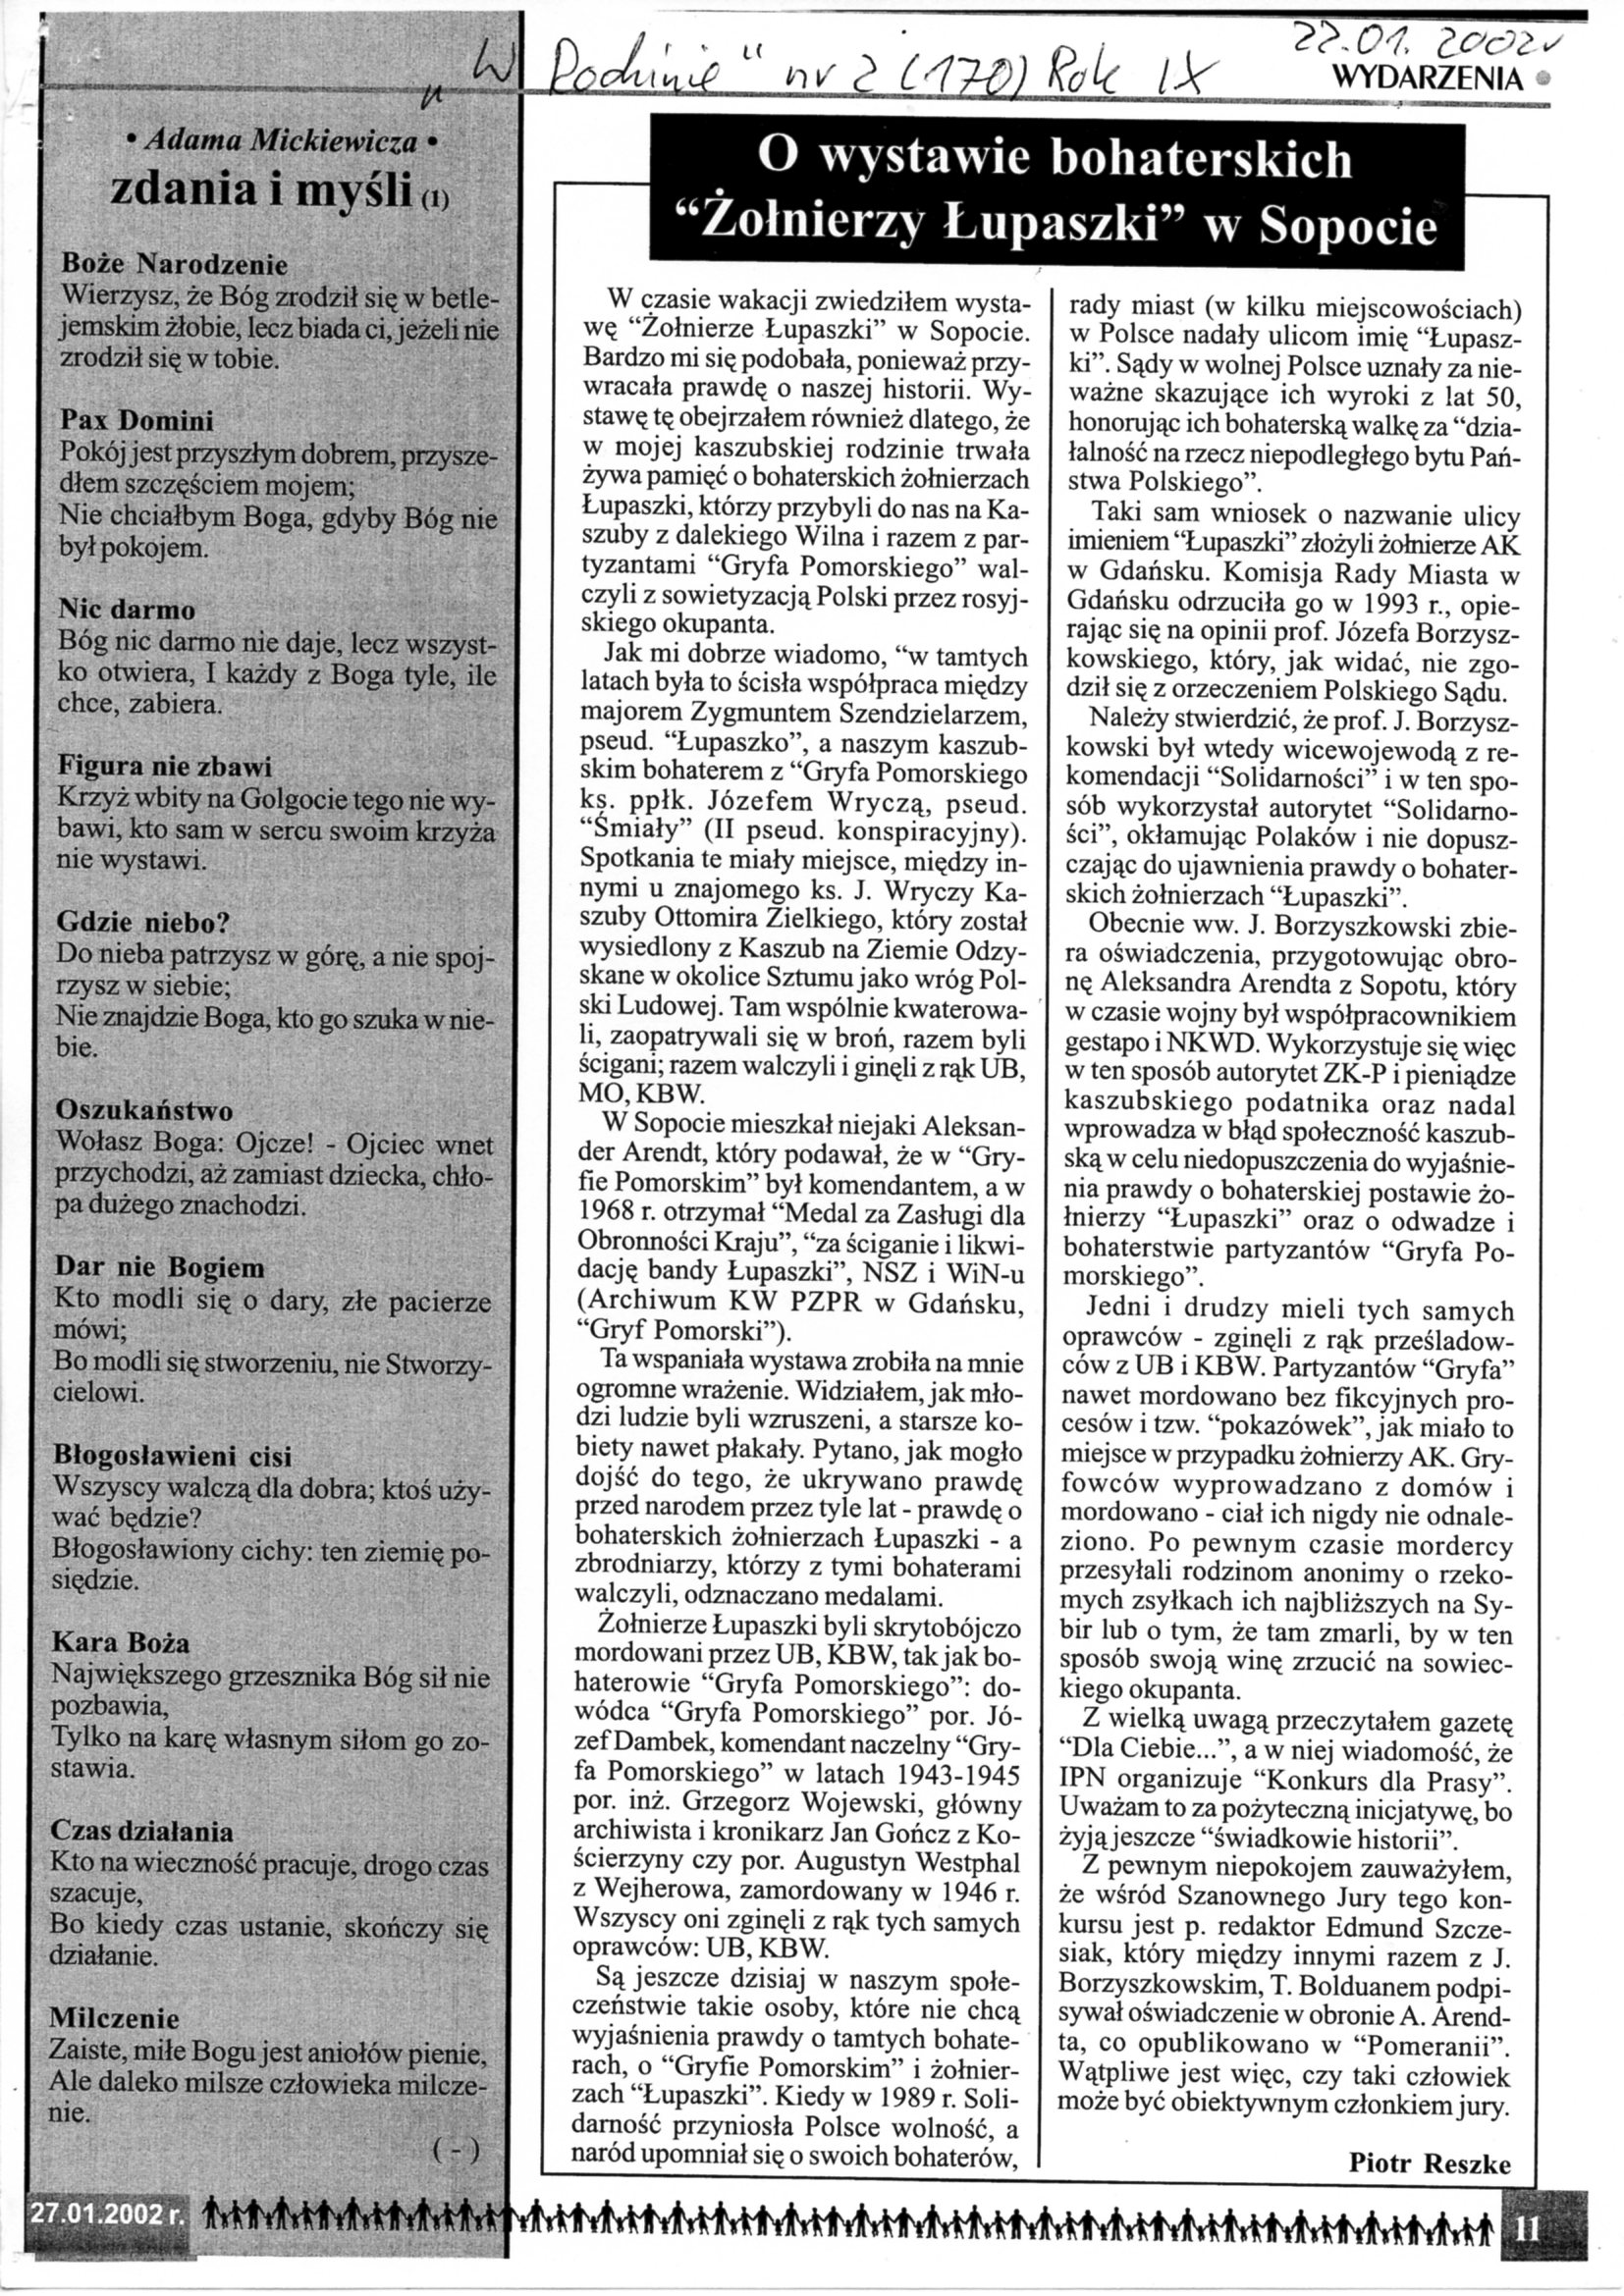 „W Rodzinie" nr 2 (170) Rok IX
22.01.2002r
WYDARZENIA
• Adama Mickiewicza •
zdania i myśli (1)
Boże Narodzenie
Wierzysz, że Bóg zrodził się w betle-
jemskim żłobie, lecz biada ci, jeżeli nie
zrodził się w tobie.
Pax Domini
Pokój jest przyszłym dobrem, przysze-
dłem szczęściem mojem;
Nie chciałbym Boga, gdyby Bóg nie
był pokojem.
Nic darmo
Bóg nic darmo nie daje, lecz wszyst-
ko otwiera, I każdy z Boga tyle, ile
chce, zabiera.
Figura nie zbawi
Krzyż wbity na Golgocie tego nie wy-
bawi, kto sam w sercu swoim krzyża
nie wystawi.
Gdzie niebo?
Do nieba patrzysz w górę, a nie spoj-
rzysz w siebie;
Nie znajdzie Boga, kto go szuka w nie-
bie.
Oszukaństwo
Wołasz Boga: Ojcze! - Ojciec wnet
przychodzi, aż zamiast dziecka, chło-
pa dużego znachodzi.
Dar nie Bogiem
Kto modli się o dary, złe pacierze
mówi;
Bo modli się stworzeniu, nie Stworzy-
cielowi.
Błogosławieni cisi
Wszyscy walczą dla dobra; ktoś uży-
wać będzie?
Błogosławiony cichy: ten ziemię po-
siędzie.
Kara Boża
Największego grzesznika Bóg sił nie
pozbawia,
Tylko na karę własnym siłom go zo-
stawia.
Czas działania
Kto na wieczność pracuje, drogo czas
szacuje,
Bo kiedy czas ustanie, skończy się
działanie.
Milczenie
Zaiste, miłe Bogu jest aniołów pienie,
Ale daleko milsze człowieka milcze-
nie.
( - )
O wystawie bohaterskich
“Żołnierzy Łupaszki” w Sopocie
W czasie wakacji zwiedziłem wysta-
wę “Żołnierze Łupaszki” w Sopocie.
Bardzo mi się podobała, ponieważ przy-
wracała prawdę o naszej historii. Wy-
stawę tę obejrzałem również dlatego, że
w mojej kaszubskiej rodzinie trwała
żywa pamięć o bohaterskich żołnierzach
Łupaszki, którzy przybyli do nas na Ka-
szuby z dalekiego Wilna i razem z par-
tyzantami “Gryfa Pomorskiego” wal-
czyli z sowietyzacją Polski przez rosyj-
skiego okupanta.
Jak mi dobrze wiadomo, “w tamtych
latach była to ścisła współpraca między
majorem Zygmuntem Szendzielarzem,
pseud. “Łupaszko”, a naszym kaszub-
skim bohaterem z “Gryfa Pomorskiego
ks. ppłk. Józefem Wryczą, pseud.
“Śmiały” (II pseud. konspiracyjny).
Spotkania te miały miejsce, między in-
nymi u znajomego ks. J. Wryczy Ka-
szuby Ottomira Zielkiego, który został
wysiedlony z Kaszub na Ziemie Odzy-
skane w okolice Sztumu jako wróg Pol-
ski Ludowej. Tam wspólnie kwaterowa-
li, zaopatrywali się w broń, razem byli
ścigani; razem walczyli i ginęli z rąk UB,
MO, KBW.
W Sopocie mieszkał niejaki Aleksan-
der Arendt, który podawał, że w “Gry-
fie Pomorskim” był komendantem, a w
1968 r. otrzymał “Medal za Zasługi dla
Obronności Kraju”, “za ściganie i likwi-
dację bandy Łupaszki”, NSZ i WiN-u
(Archiwum KW PZPR w Gdańsku,
“Gryf Pomorski”).
Ta wspaniała wystawa zrobiła na mnie
ogromne wrażenie. Widziałem, jak mło-
dzi ludzie byli wzruszeni, a starsze ko-
biety nawet płakały. Pytano, jak mogło
dojść do tego, że ukrywano prawdę
przed narodem przez tyle lat - prawdę o
bohaterskich żołnierzach Łupaszki - a
zbrodniarzy, którzy z tymi bohaterami
walczyli, odznaczano medalami.
Żołnierze Łupaszki byli skrytobójczo
mordowani przez UB, KBW, tak jak bo-
haterowie “Gryfa Pomorskiego”: do-
wódca “Gryfa Pomorskiego” por. Jó-
zef Dambek, komendant naczelny “Gry-
fa Pomorskiego” w latach 1943-1945
por. inż. Grzegorz Wojewski, główny
archiwista i kronikarz Jan Gończ z Ko-
ścierzyny czy por. Augustyn Westphal
z Wejherowa, zamordowany w 1946 r.
Wszyscy oni zginęli z rąk tych samych
oprawców: UB, KBW.
Są jeszcze dzisiaj w naszym społe-
czeństwie takie osoby, które nie chcą
wyjaśnienia prawdy o tamtych bohate-
rach, o “Gryfie Pomorskim” i żołnier-
zach “Łupaszki”. Kiedy w 1989 r. Soli-
darność przyniosła Polsce wolność, a
naród upomniał się o swoich bohaterów,
rady miast (w kilku miejscowościach)
w Polsce nadały ulicom imię “Łupasz-
ki”. Sądy w wolnej Polsce uznały za nie-
ważne skazujące ich wyroki z lat 50,
honorując ich bohaterską walkę za “dzia-
łalność na rzecz niepodległego bytu Pań-
stwa Polskiego”.
Taki sam wniosek o nazwanie ulicy
imieniem “Łupaszki” złożyli żołnierze AK
w Gdańsku. Komisja Rady Miasta w
Gdańsku odrzuciła go w 1993 r., opie-
rając się na opinii prof. Józefa Borzysz-
kowskiego, który, jak widać, nie zgo-
dził się z orzeczeniem Polskiego Sądu.
Należy stwierdzić, że prof. J. Borzysz-
kowski był wtedy wicewojewodą z re-
komendacji “Solidarności” i w ten spo-
sób wykorzystał autorytet “Solidarno-
ści”, okłamując Polaków i nie dopusz-
czając do ujawnienia prawdy o bohater-
skich żołnierzach “Łupaszki”.
Obecnie ww. J. Borzyszkowski zbie-
ra oświadczenia, przygotowując obro-
nę Aleksandra Arendta z Sopotu, który
w czasie wojny był współpracownikiem
gestapo i NKWD. Wykorzystuje się więc
w ten sposób autorytet ZK-P i pieniądze
kaszubskiego podatnika oraz nadal
wprowadza w błąd społeczność kaszub-
ską w celu niedopuszczenia do wyjaśnie-
nia prawdy o bohaterskiej postawie żo-
łnierzy “Łupaszki” oraz o odwadze i
bohaterstwie partyzantów “Gryfa Po-
morskiego”.
Jedni i drudzy mieli tych samych
oprawców - zginęli z rąk prześladow-
ców z UB i KBW. Partyzantów “Gryfa”
nawet mordowano bez fikcyjnych pro-
cesów i tzw. “pokazówek”, jak miało to
miejsce w przypadku żołnierzy AK. Gry-
fowców wyprowadzano z domów i
mordowano - ciał ich nigdy nie odnale-
ziono. Po pewnym czasie mordercy
przesyłali rodzinom anonimy o rzeko-
mych zsyłkach ich najbliższych na Sy-
bir lub o tym, że tam zmarli, by w ten
sposób swoją winę zrzucić na sowiec-
kiego okupanta.
Z wielką uwagą przeczytałem gazetę
“Dla Ciebie...”, a w niej wiadomość, że
IPN organizuje “Konkurs dla Prasy”.
Uważam to za pożyteczną inicjatywę, bo
żyją jeszcze “świadkowie historii”.
Z pewnym niepokojem zauważyłem,
że wśród Szanownego Jury tego kon-
kursu jest p. redaktor Edmund Szcze-
siak, który między innymi razem z J.
Borzyszkowskim, T. Bolduanem podpi-
sywał oświadczenie w obronie A. Arend-
ta, co opublikowano w “Pomeranii”.
Wątpliwe jest więc, czy taki człowiek
może być obiektywnym członkiem jury.
Piotr Reszke
27.01.2002 r.
11